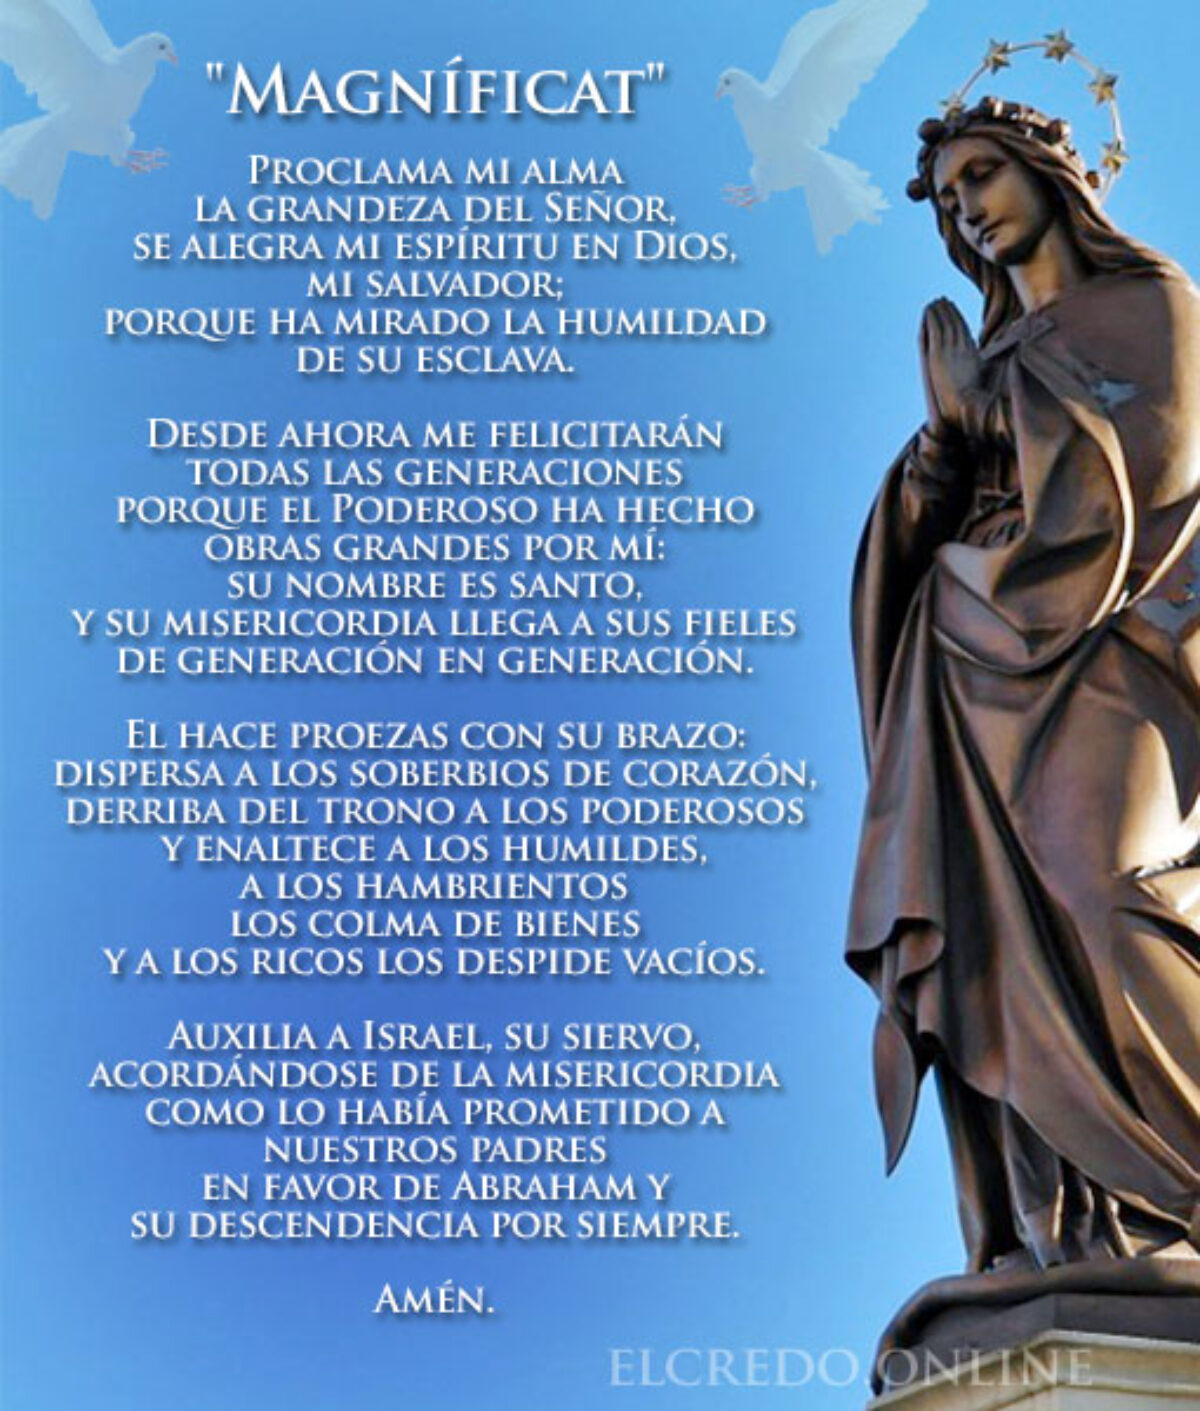 "Magníficat"
Proclama mi alma
la grandeza del Señor,
se alegra mi espíritu en Dios,
mi salvador;
porque ha mirado la humildad
de su esclava.
Desde ahora me felicitarán
todas las generaciones
porque el Poderoso ha hecho
obras grandes por mí:
su nombre es santo,
y su misericordia llega a sus fieles
de generación en generación.
El hace proezas con su brazo:
dispersa a los soberbios de corazón,
derriba del trono a los poderosos
y enaltece a los humildes,
a los hambrientos
los colma de bienes
y a los ricos los despide vacíos.
Auxilia a Israel, su siervo,
acordándose de la misericordia
como lo había prometido a
nuestros padres
en favor de Abraham y
su descendencia por siempre.
Amén.
ELCREDO.ONLINE